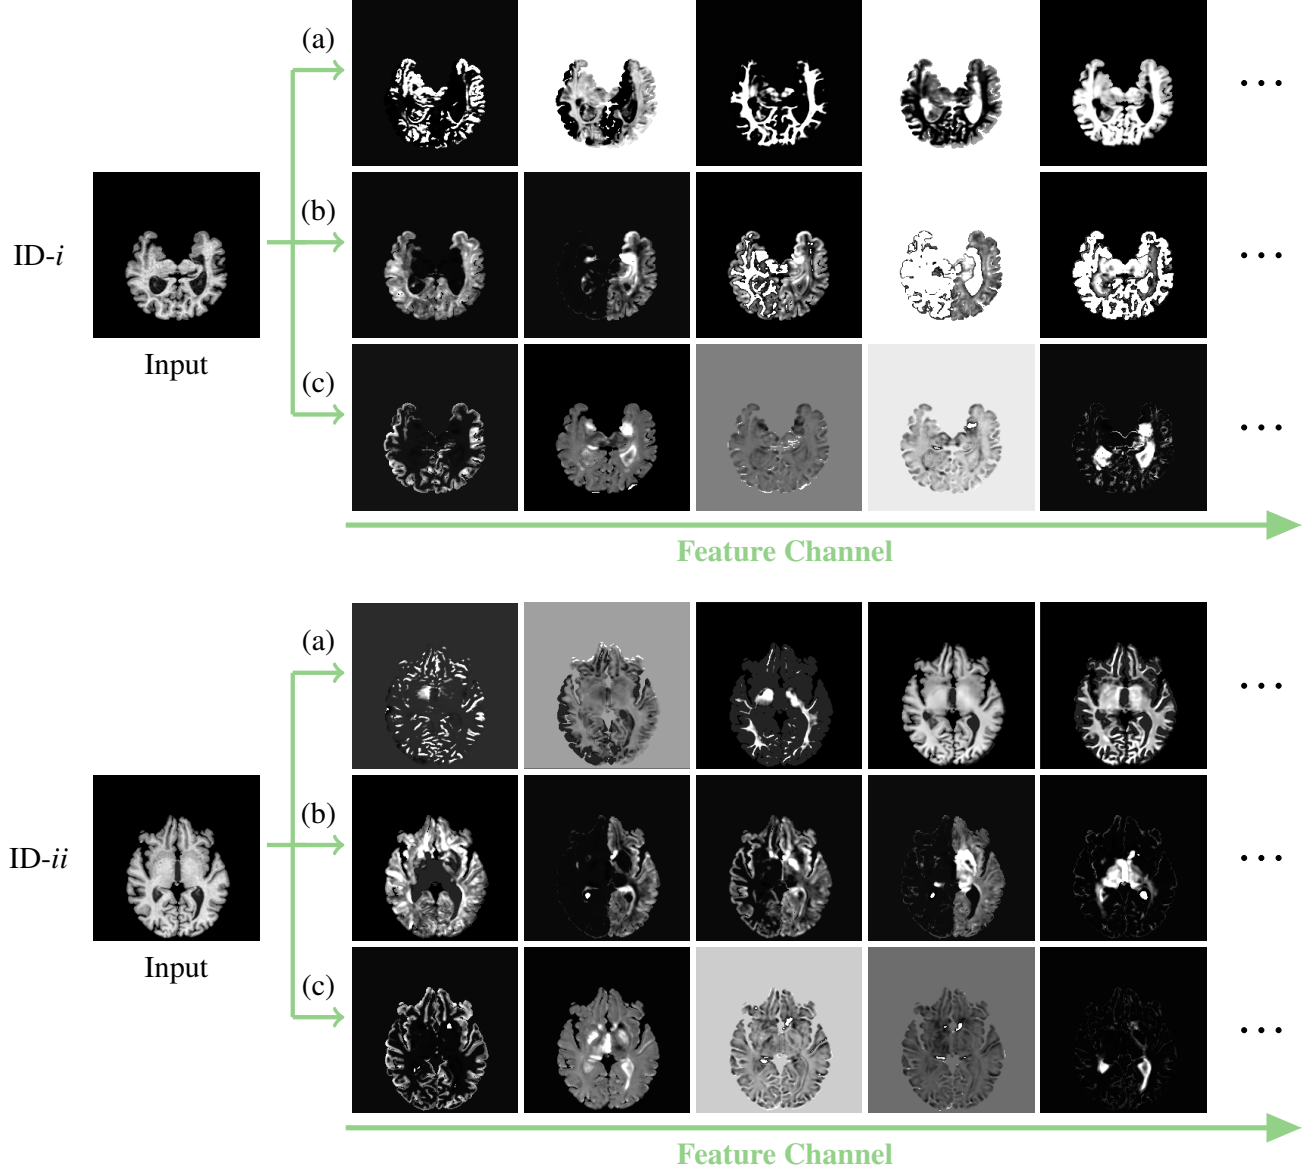 (a)
...
ID-i
(b)
...
Input
(c)
...
Feature Channel
(a)
...
ID-ii
(b)
...
Input
(c)
...
Feature Channel